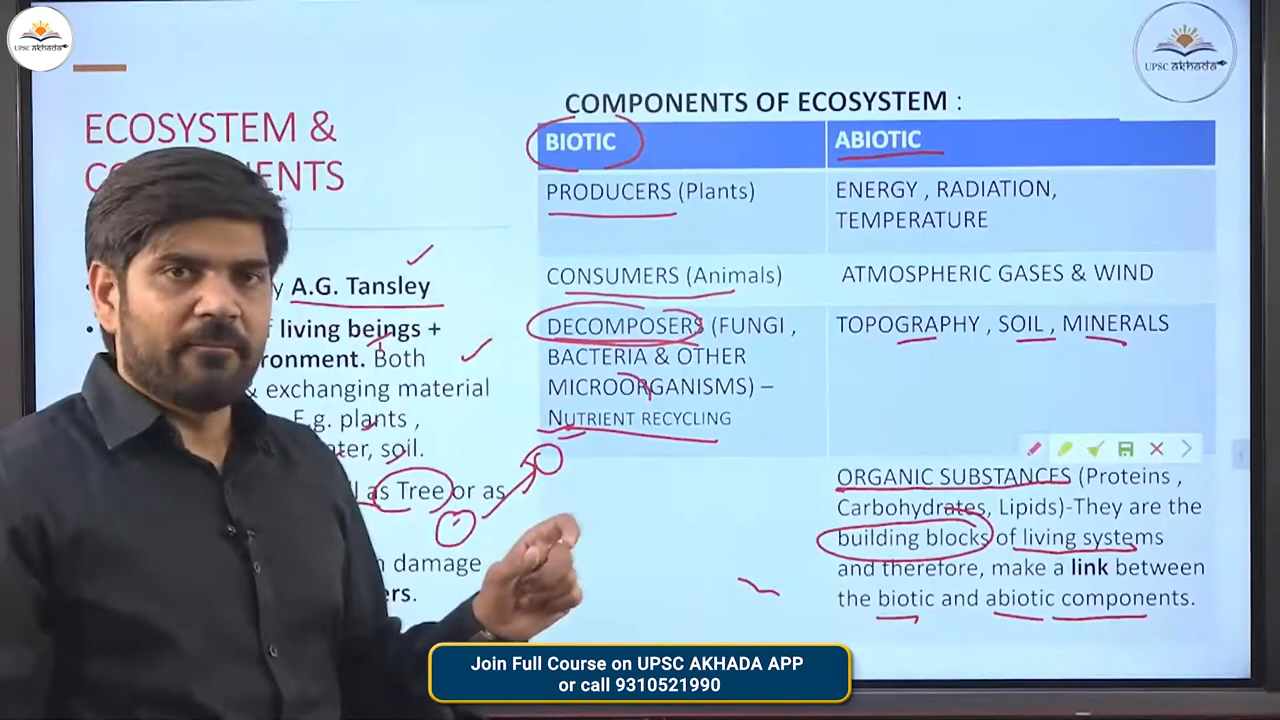 UPSC akhada
UPSC akhada
ECOSYSTEM &
COMPONENTS OF ECOSYSTEM :
BIOTIC
ABIOTIC
PRODUCERS (Plants)
ENERGY , RADIATION,
TEMPERATURE
CONSUMERS (Animals)
ATMOSPHERIC GASES & WIND
DECOMPOSERS (FUNGI ,
BACTERIA & OTHER
MICROORGANISMS) –
NUTRIENT RECYCLING
TOPOGRAPHY , SOIL , MINERALS
ORGANIC SUBSTANCES (Proteins ,
Carbohydrates, Lipids)-They are the
building blocks of living systems
and therefore, make a link between
the biotic and abiotic components.
A.G. Tansley
living beings +
Both
& exchanging material
E.g. plants ,
soil.
as Tree or as
damage
Join Full Course on UPSC AKHADA APP
or call 9310521990